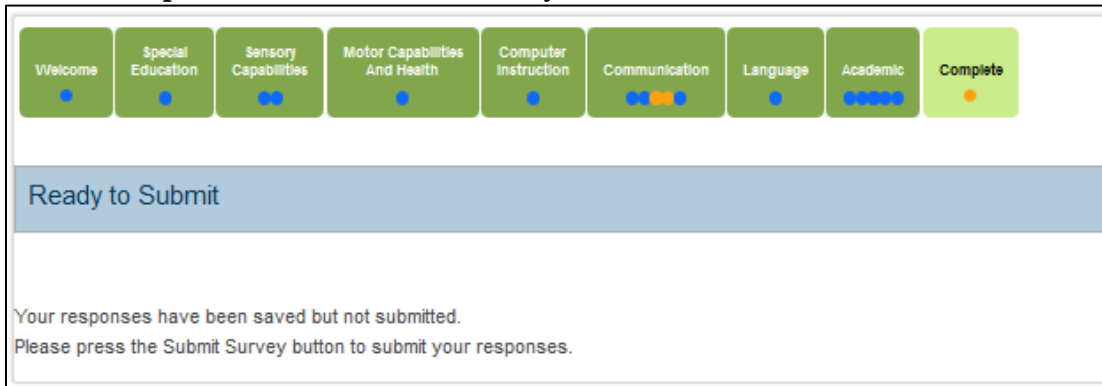 Welcome
Special Education
Sensory Capabilities
Motor Capabilities And Health
Computer Instruction
Communication
Language
Academic
Complete
Ready to Submit
Your responses have been saved but not submitted.
Please press the Submit Survey button to submit your responses.